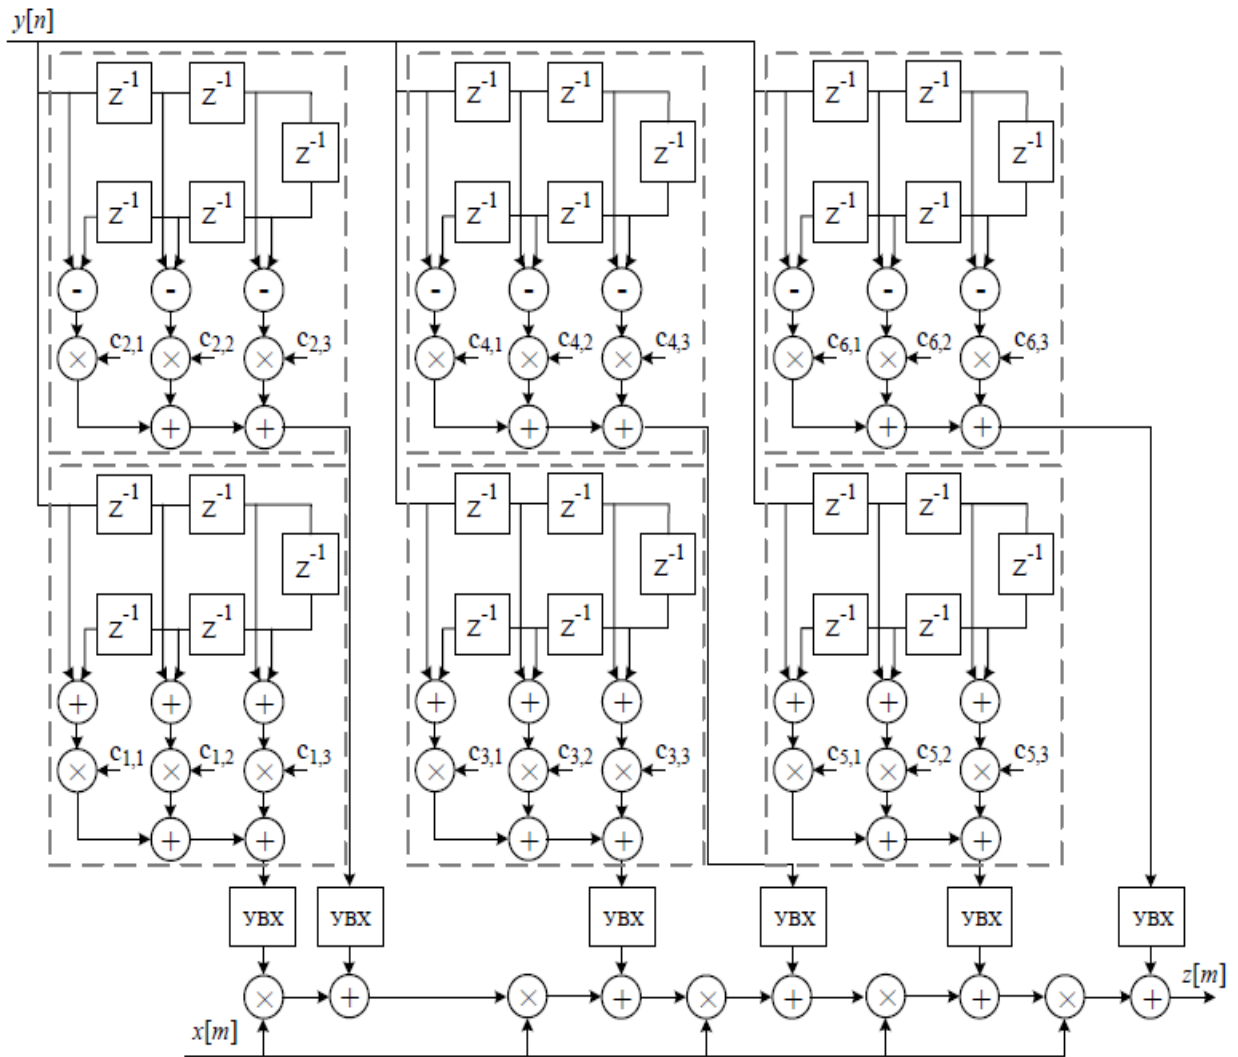 y[n]
z⁻¹ z⁻¹ z⁻¹ z⁻¹ z⁻¹ z⁻¹
z⁻¹ z⁻¹ z⁻¹
z⁻¹ z⁻¹ z⁻¹ z⁻¹ z⁻¹ z⁻¹
- - - - - - - - -
× c₂,₁ × c₂,₂ × c₂,₃ × c₄,₁ × c₄,₂ × c₄,₃ × c₆,₁ × c₆,₂ × c₆,₃
+ + + + + +
z⁻¹ z⁻¹ z⁻¹ z⁻¹ z⁻¹ z⁻¹
z⁻¹ z⁻¹ z⁻¹
z⁻¹ z⁻¹ z⁻¹ z⁻¹ z⁻¹ z⁻¹
+ + + + + + + + +
× c₁,₁ × c₁,₂ × c₁,₃ × c₃,₁ × c₃,₂ × c₃,₃ × c₅,₁ × c₅,₂ × c₅,₃
+ + + + + +
УВХ УВХ УВХ УВХ УВХ УВХ
× + × + × + × + × + z[m]
x[m]